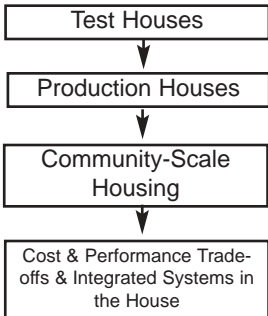 Test Houses
Production Houses
Community-Scale
Housing
Cost & Performance Trade-
offs & Integrated Systems in
the House